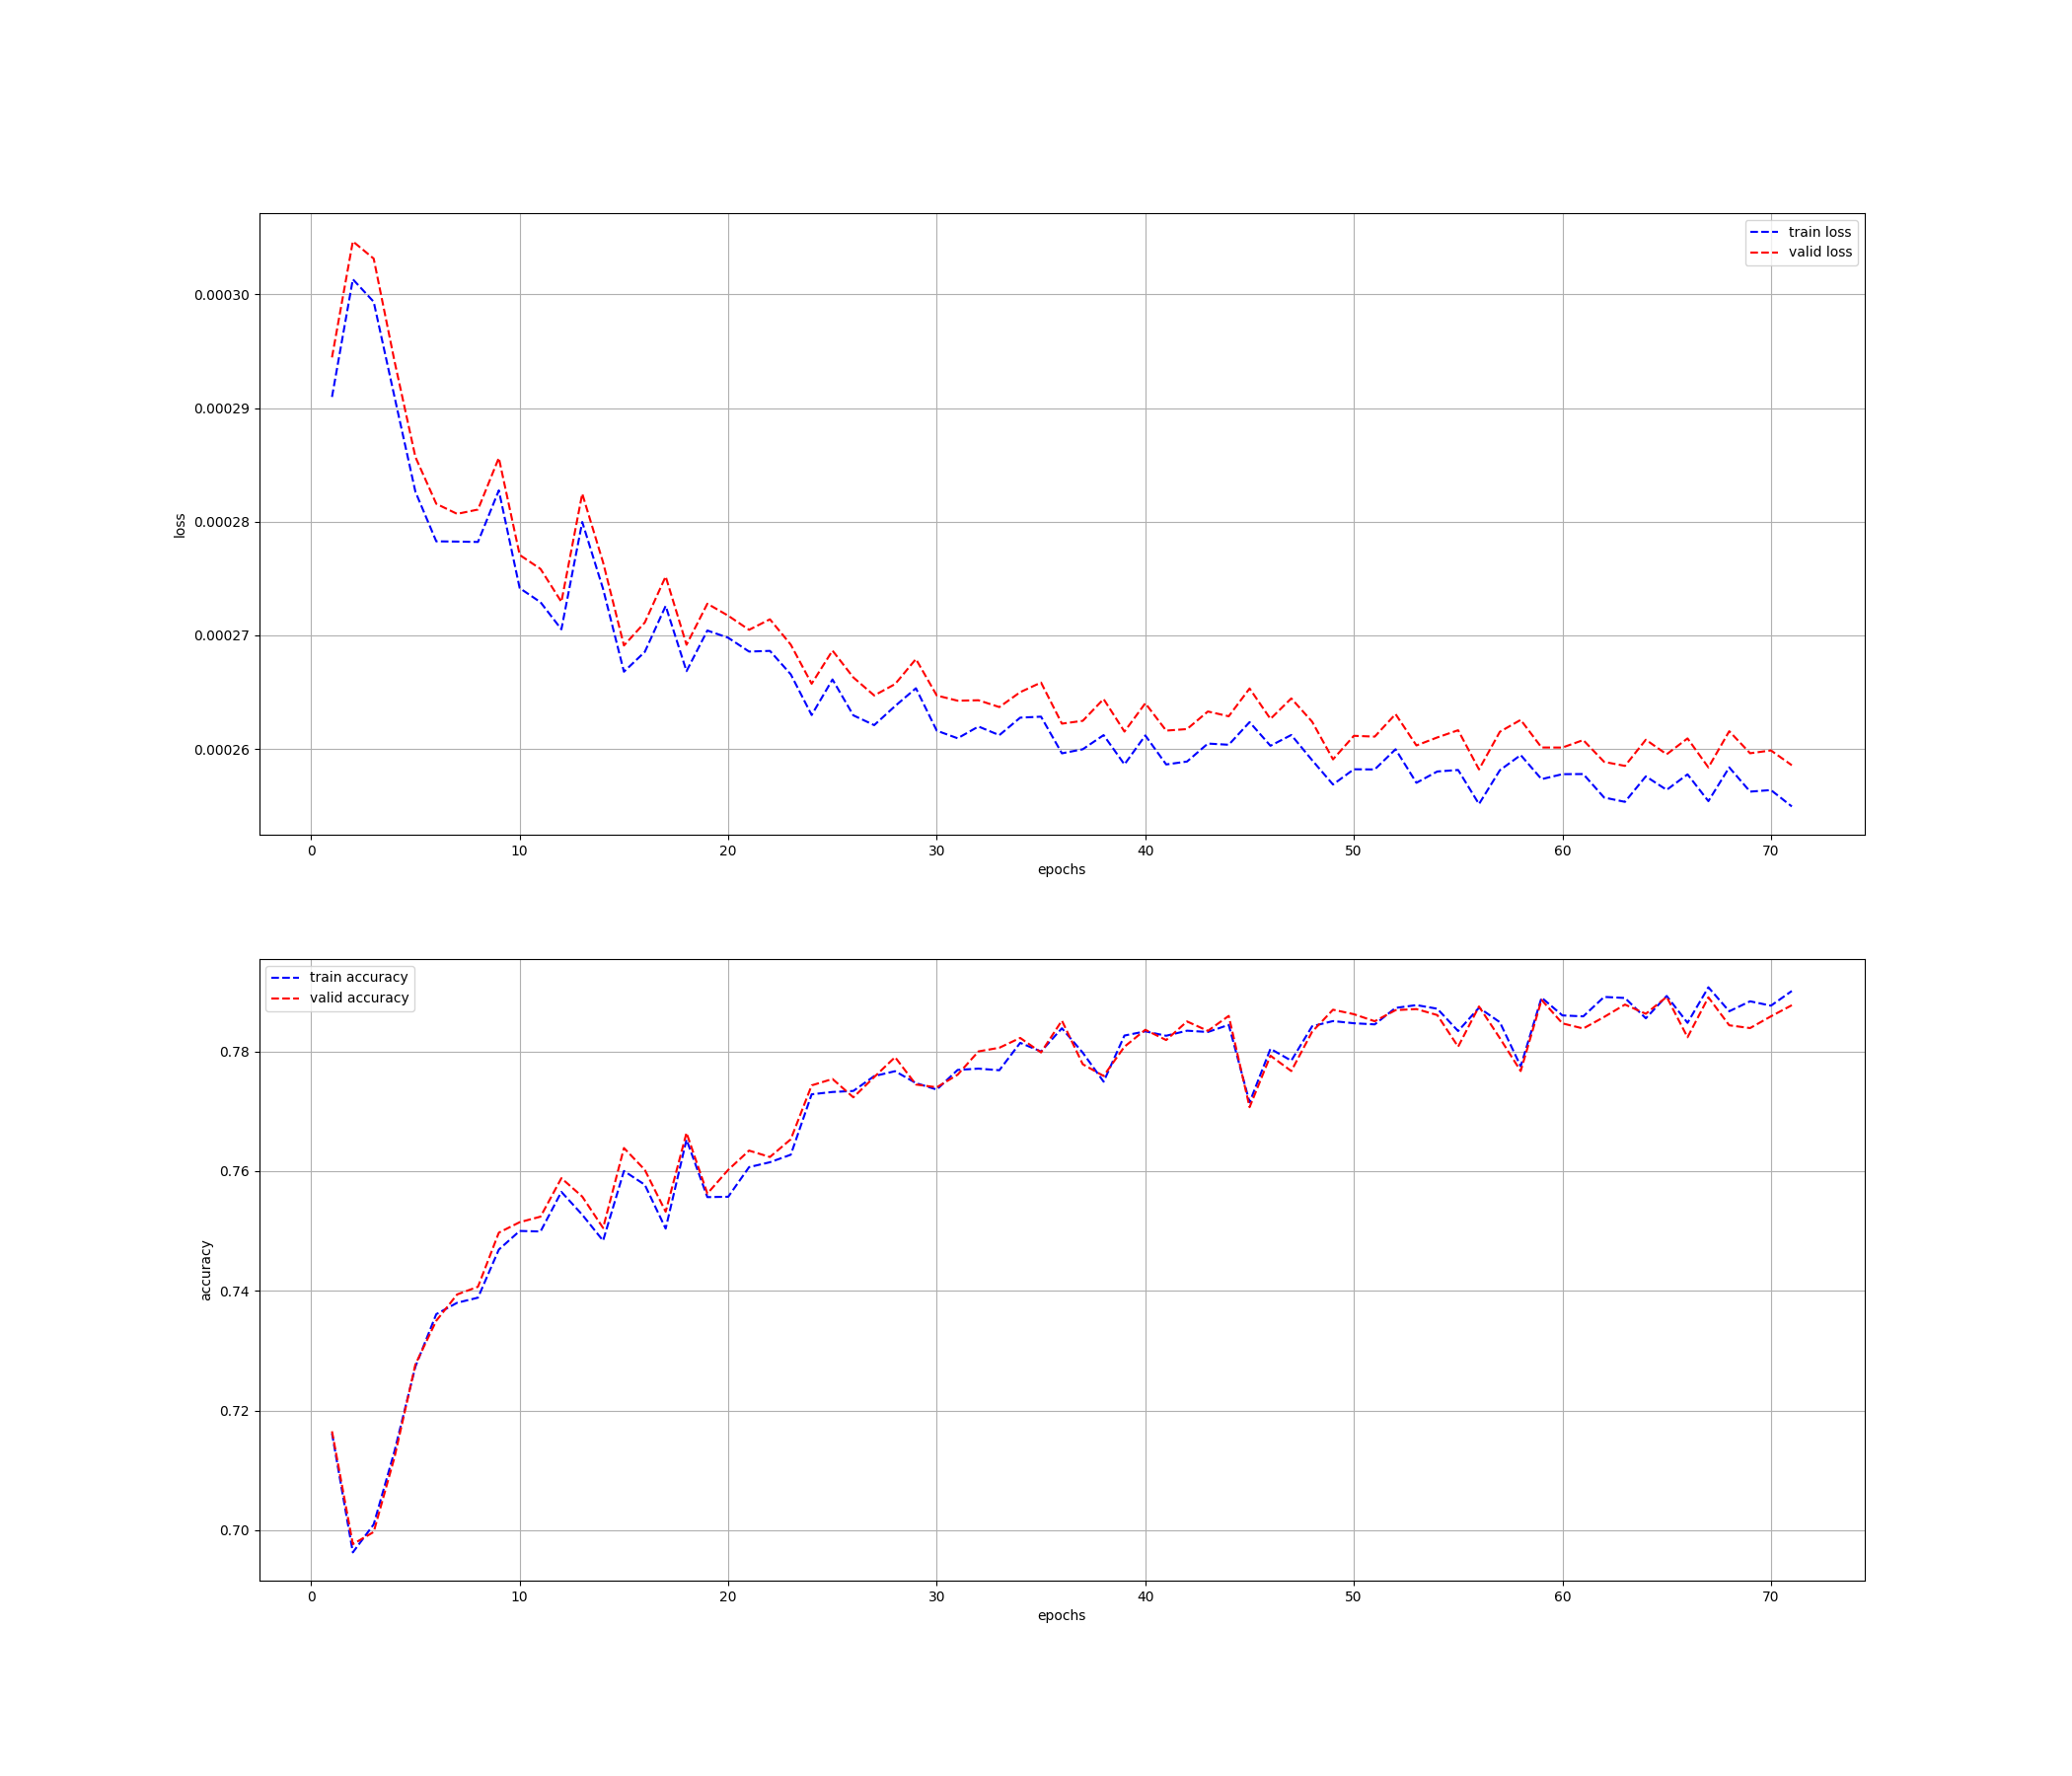 train loss
valid loss
0.00030
0.00029
0.00028
0.00027
0.00026
loss
0 10 20 30 40 50 60 70
epochs
train accuracy
valid accuracy
0.78
0.76
0.74
0.72
0.70
accuracy
0 10 20 30 40 50 60 70
epochs